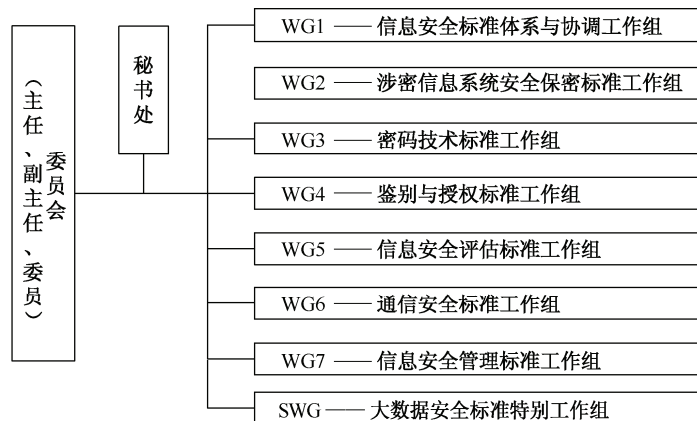 委员会
（主任、副主任、委员）
秘书处
WG1 —— 信息安全标准体系与协调工作组
WG2 —— 涉密信息系统安全保密标准工作组
WG3 —— 密码技术标准工作组
WG4 —— 鉴别与授权标准工作组
WG5 —— 信息安全评估标准工作组
WG6 —— 通信安全标准工作组
WG7 —— 信息安全管理标准工作组
SWG —— 大数据安全标准特别工作组